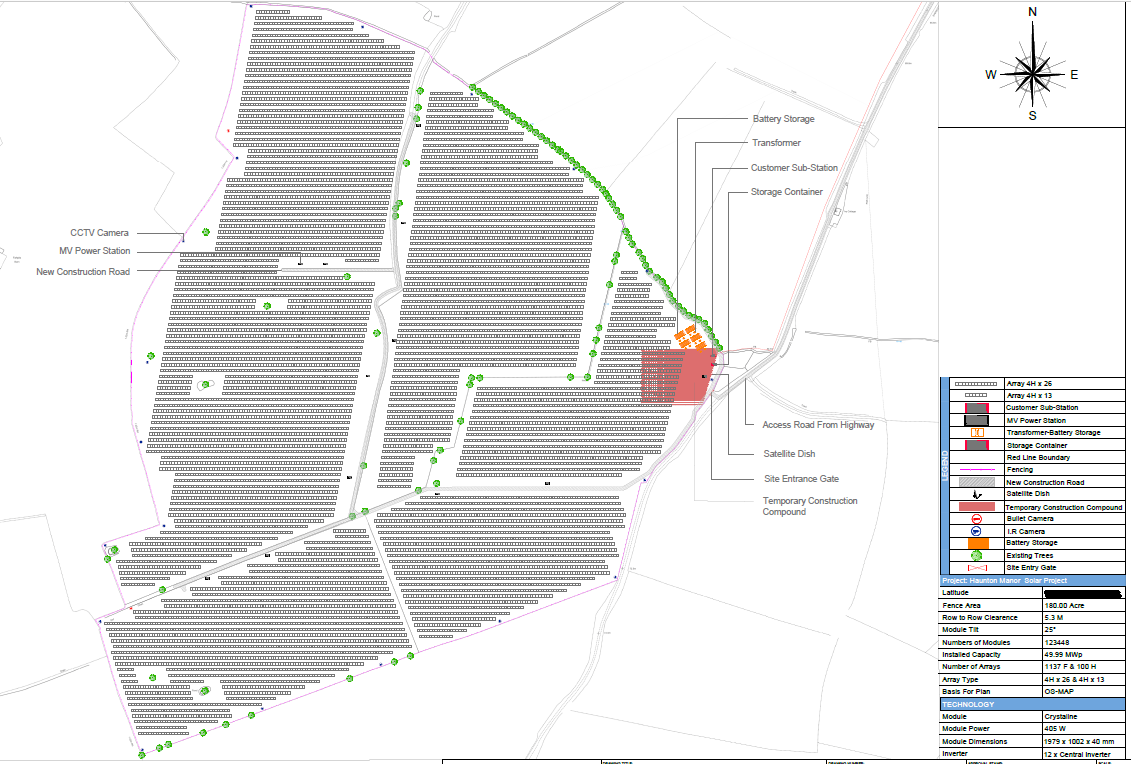 N
W E
S
Battery Storage
Transformer
Customer Sub-Station
Storage Container
CCTV Camera
MV Power Station
New Construction Road
Access Road From Highway
Satellite Dish
Site Entrance Gate
Temporary Construction
Compound
LEGEND
Array 4H x 26
Array 4H x 13
Customer Sub-Station
MV Power Station
Transformer-Battery Storage
Storage Container
Red Line Boundary
Fencing
New Construction Road
Satellite Dish
Temporary Construction Compound
Bullet Camera
I.R Camera
Battery Storage
Existing Trees
Site Entry Gate
Project: Haunton Manor Solar Project
Latitude
Fence Area 180.00 Acre
Row to Row Clearence 5.3 M
Module Tilt 25°
Numbers of Modules 123448
Installed Capacity 49.99 MWp
Number of Arrays 1137 F & 100 H
Array Type 4H x 26 & 4H x 13
Basis For Plan OS-MAP
TECHNOLOGY
Module Crystaline
Module Power 405 W
Module Dimensions 1979 x 1002 x 40 mm
Inverter 12 x Central Inverter